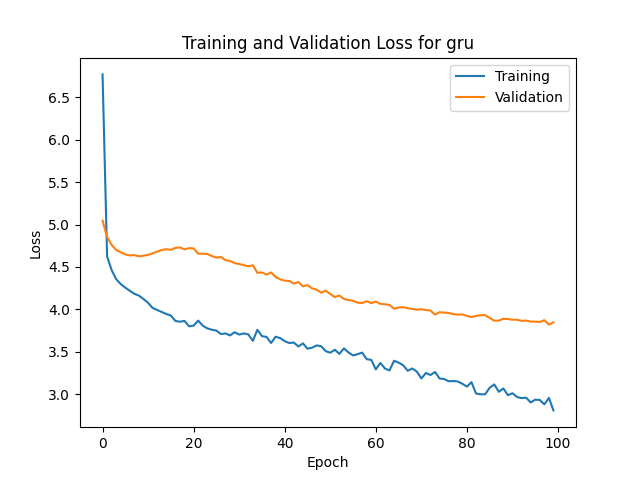 Training and Validation Loss for gru
Training
Validation
6.5
6.0
5.5
5.0
4.5
4.0
3.5
3.0
Loss
0 20 40 60 80 100
Epoch